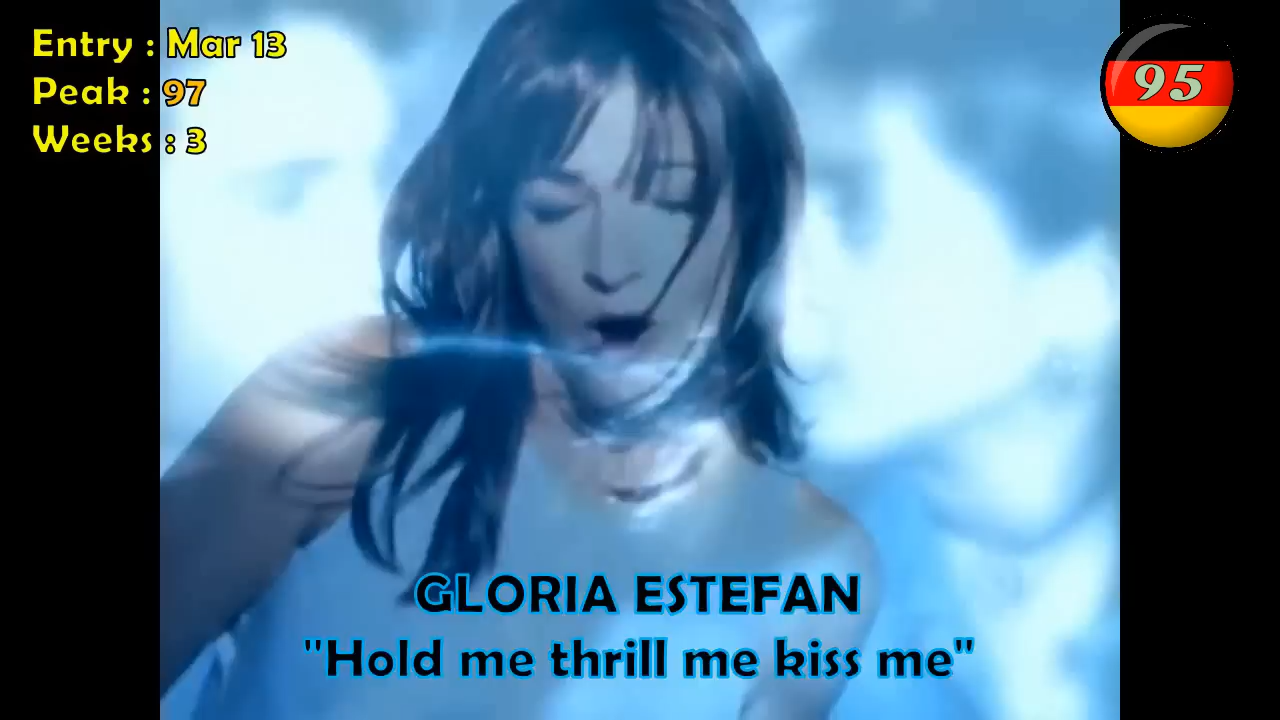 Entry : Mar 13
Peak : 97
Weeks : 3
95
GLORIA ESTEFAN
"Hold me thrill me kiss me"